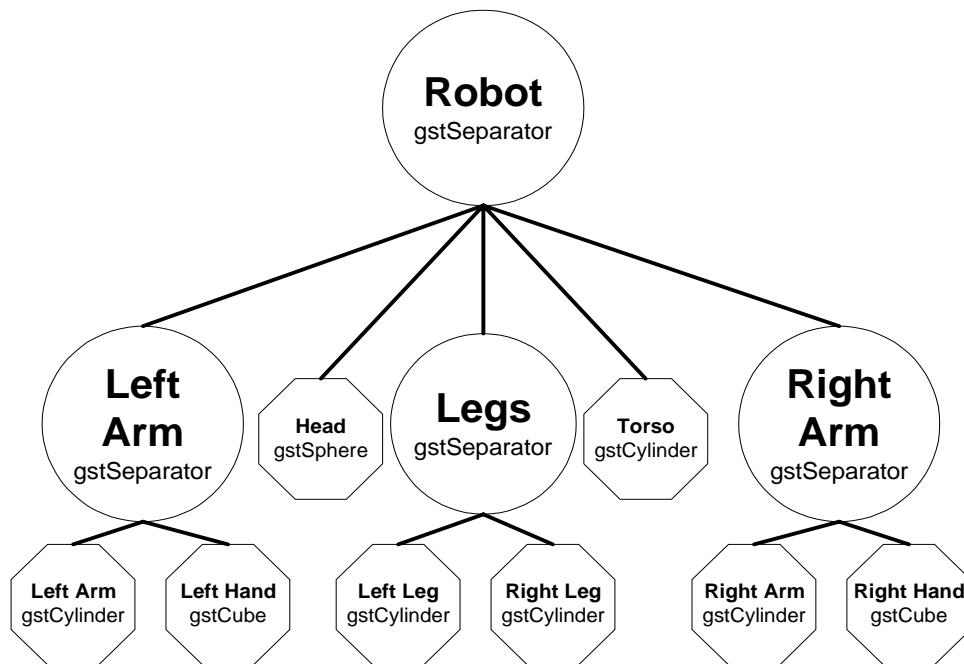 Robot
gstSeparator
Left
Arm
gstSeparator
Head
gstSphere
Legs
gstSeparator
Torso
gstCylinder
Right
Arm
gstSeparator
Left Arm
gstCylinder
Left Hand
gstCube
Left Leg
gstCylinder
Right Leg
gstCylinder
Right Arm
gstCylinder
Right Hand
gstCube